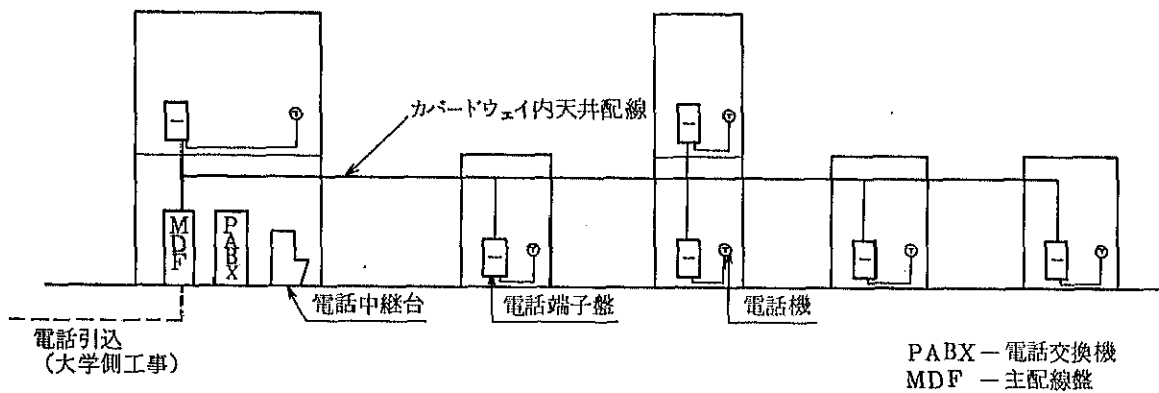 カバードウェイ内天井配線
MDF
PABX
電話中継台
電話端子盤
電話機
電話引込
(大学側工事)
PABX－電話交換機
MDF －主配線盤